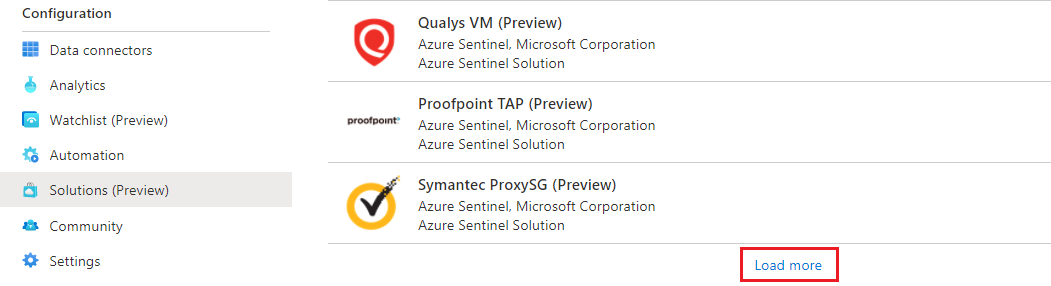 Configuration
Data connectors
Analytics
Watchlist (Preview)
Automation
Solutions (Preview)
Community
Settings
Qualys VM (Preview)
Azure Sentinel, Microsoft Corporation
Azure Sentinel Solution
proofpoint
Proofpoint TAP (Preview)
Azure Sentinel, Microsoft Corporation
Azure Sentinel Solution
Symantec ProxySG (Preview)
Azure Sentinel, Microsoft Corporation
Azure Sentinel Solution
Load more